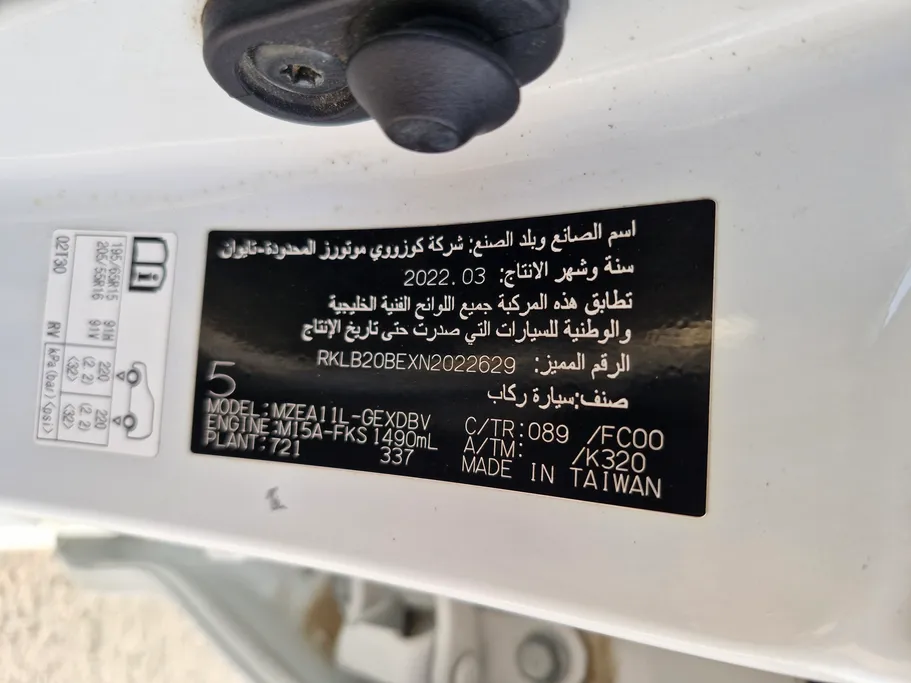 اسم الصانع وبلد الصنع: شركة كوزووي موتورز المحدودة-تايوان
سنة وشهر الانتاج: 2022.03
تطابق هذه المركبة جميع اللوائح الفنية الخليجية
والوطنية للسيارات التي صدرت حتى تاريخ الإنتاج
الرقم المميز: RKLB20BEXN2022629
صنف:سيارة ركاب
5
MODEL:MZEA11L-GEXDBV
ENGINE:M15A-FKS 1490mL
PLANT:721 337
C/TR:089 /FC00
A/TM: /K320
MADE IN TAIWAN
195/65R15 91H 220 (2.2) <32> 220 (2.2) <32>
205/55R16 91V
02130 RV kPa(bar) <psi>
i